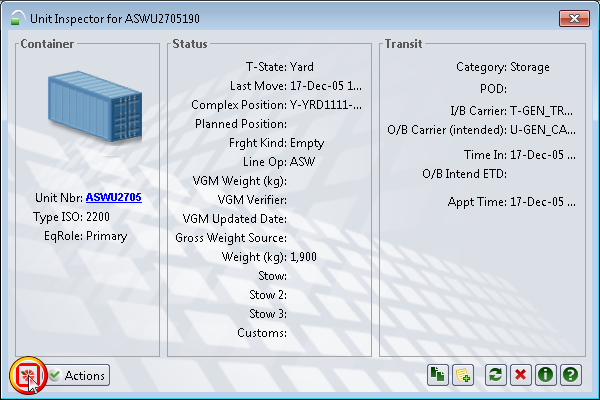 Unit Inspector for ASWU2705190
Container
Unit Nbr: ASWU2705
Type ISO: 2200
EqRole: Primary
Status
T-State: Yard
Last Move: 17-Dec-05 1...
Complex Position: Y-YRD1111-...
Planned Position:
Frght Kind: Empty
Line Op: ASW
VGM Weight (kg):
VGM Verifier:
VGM Updated Date:
Gross Weight Source:
Weight (kg): 1,900
Stow:
Stow 2:
Stow 3:
Customs:
Transit
Category: Storage
POD:
I/B Carrier: T-GEN_TR...
O/B Carrier (intended): U-GEN_CA...
Time In: 17-Dec-05 ...
O/B Intend ETD:
Appt Time: 17-Dec-05 ...
Actions